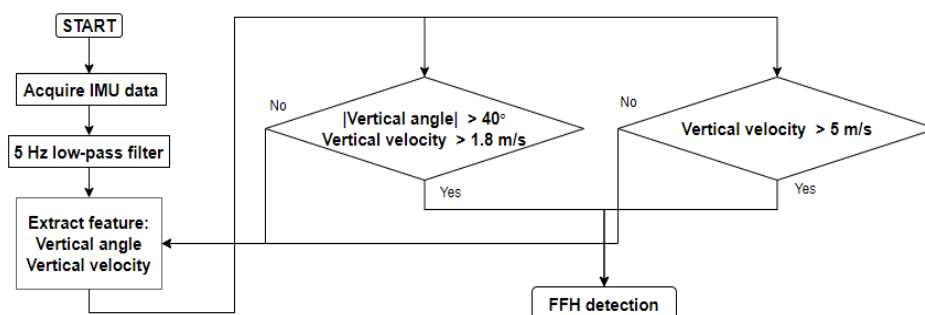 START
Acquire IMU data
5 Hz low-pass filter
Extract feature:
Vertical angle
Vertical velocity
No
|Vertical angle| > 40°
Vertical velocity > 1.8 m/s
Yes
No
Vertical velocity > 5 m/s
Yes
FFH detection